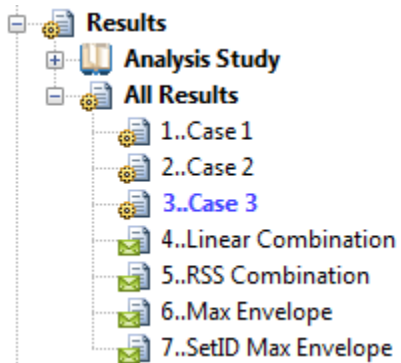 Results
Analysis Study
All Results
1..Case 1
2..Case 2
3..Case 3
4..Linear Combination
5..RSS Combination
6..Max Envelope
7..SetID Max Envelope